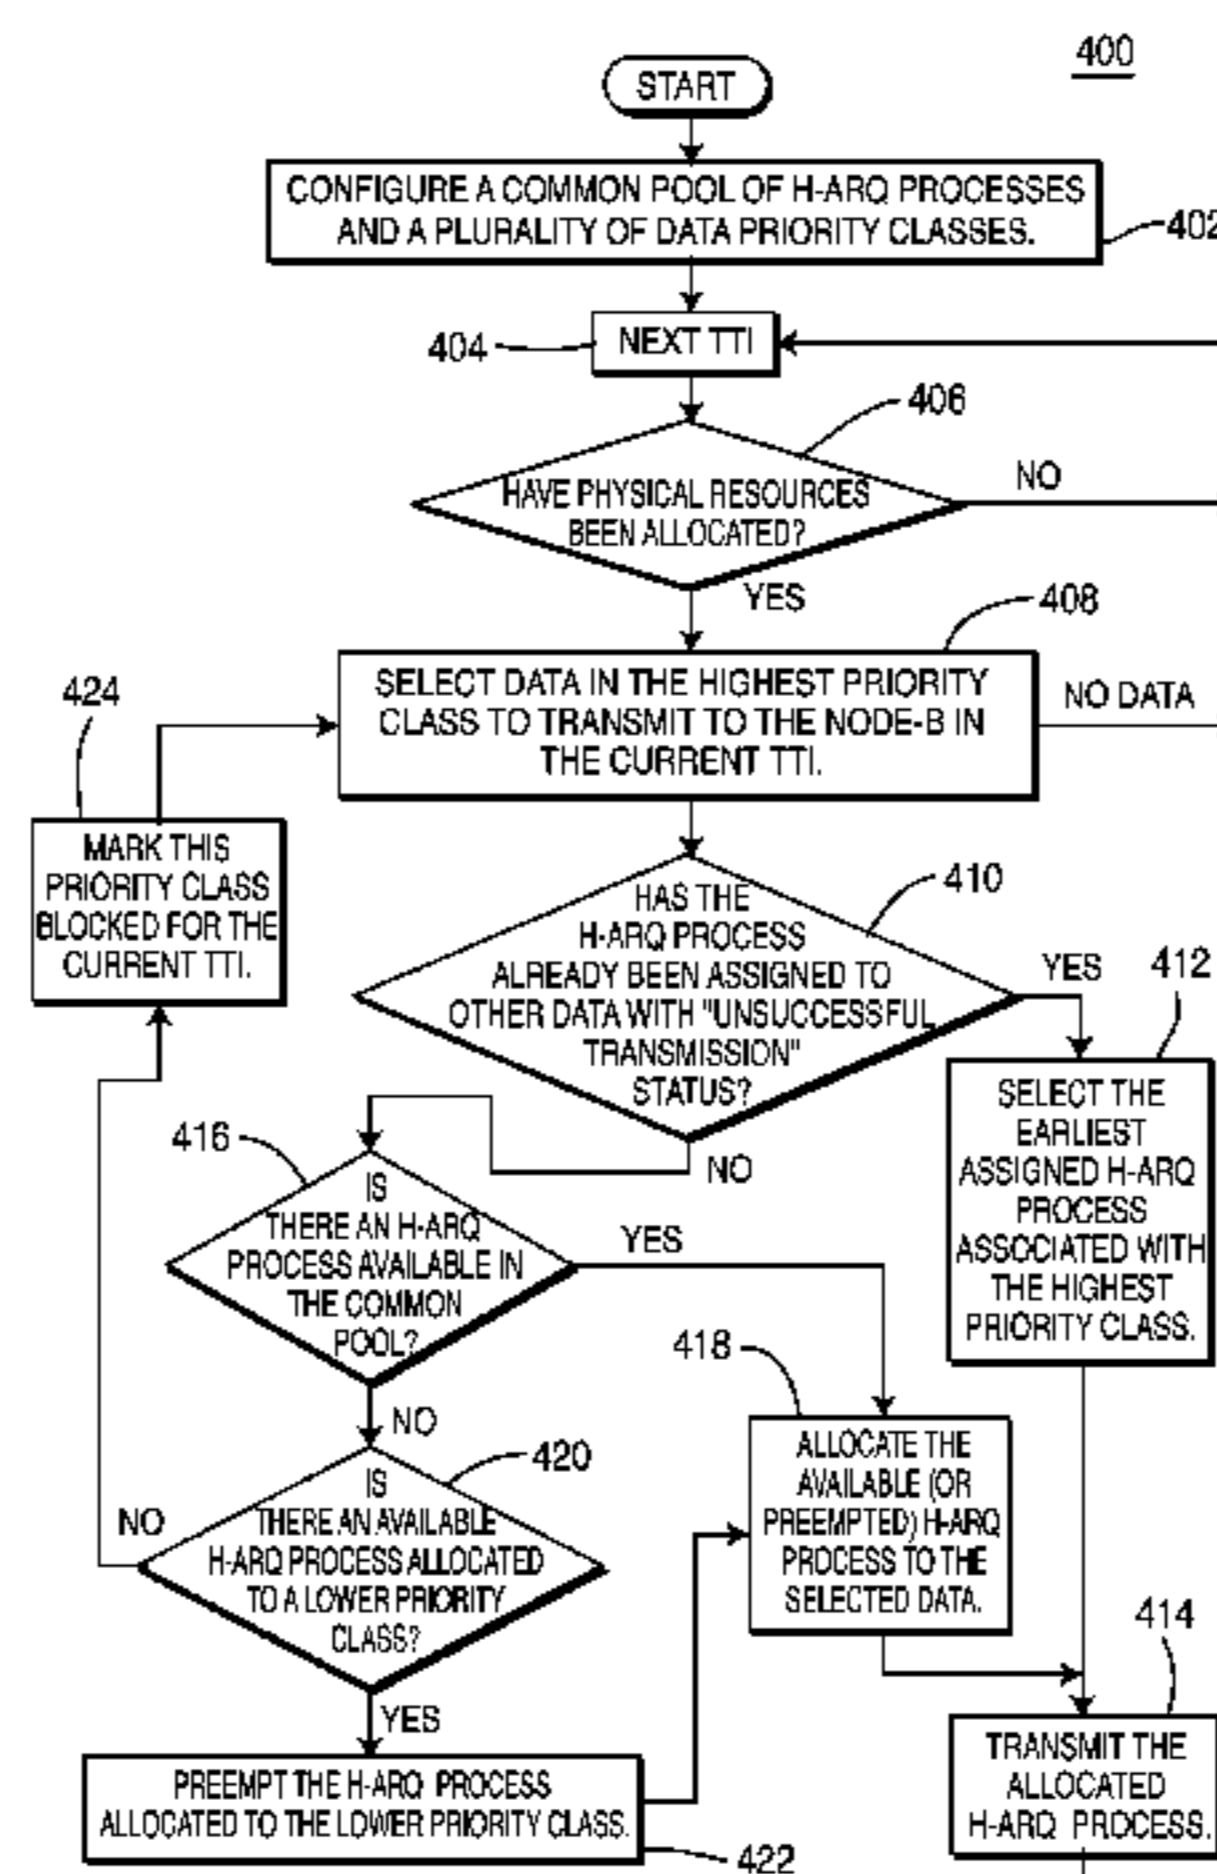 400
START
CONFIGURE A COMMON POOL OF H-ARQ PROCESSES
AND A PLURALITY OF DATA PRIORITY CLASSES.
402
404
NEXT TTI
406
HAVE PHYSICAL RESOURCES
BEEN ALLOCATED?
NO
YES
408
SELECT DATA IN THE HIGHEST PRIORITY
CLASS TO TRANSMIT TO THE NODE-B IN
THE CURRENT TTI.
NO DATA
424
MARK THIS
PRIORITY CLASS
BLOCKED FOR THE
CURRENT TTI.
410
HAS THE
H-ARQ PROCESS
ALREADY BEEN ASSIGNED TO
OTHER DATA WITH "UNSUCCESSFUL
TRANSMISSION"
STATUS?
YES
412
SELECT THE
EARLIEST
ASSIGNED H-ARQ
PROCESS
ASSOCIATED WITH
THE HIGHEST
PRIORITY CLASS.
NO
416
IS
THERE AN H-ARQ
PROCESS AVAILABLE IN
THE COMMON
POOL?
YES
418
ALLOCATE THE
AVAILABLE (OR
PREEMPTED) H-ARQ
PROCESS TO THE
SELECTED DATA.
NO
420
IS
THERE AN AVAILABLE
H-ARQ PROCESS ALLOCATED
TO A LOWER PRIORITY
CLASS?
NO
YES
414
TRANSMIT THE
ALLOCATED
H-ARQ PROCESS.
PREEMPT THE H-ARQ PROCESS
ALLOCATED TO THE LOWER PRIORITY CLASS.
422